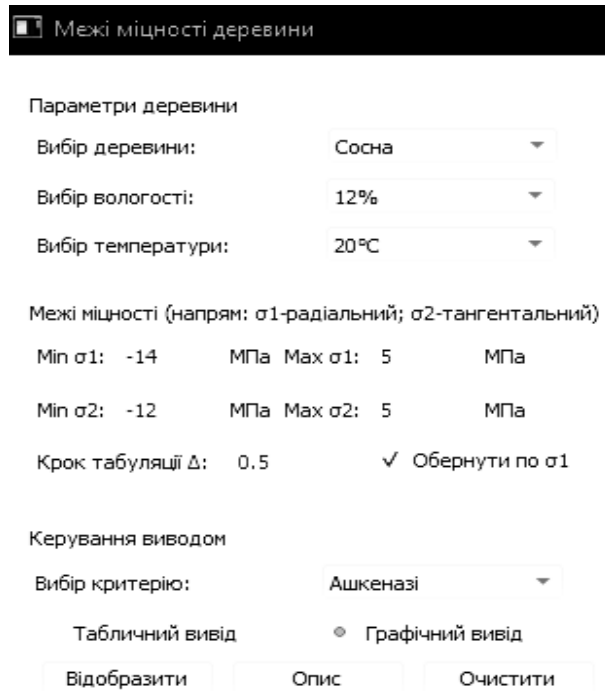 Межі міцності деревини
Параметри деревини
Вибір деревини: Сосна
Вибір вологості: 12%
Вибір температури: 20°C
Межі міцності (напрям: σ1-радіальний; σ2-тангентальний)
Min σ1: -14 МПа Max σ1: 5 МПа
Min σ2: -12 МПа Max σ2: 5 МПа
Крок табуляції Δ: 0.5 ✓ Обернути по σ1
Керування виводом
Вибір критерію: Ашкеназі
Табличний вивід Графічний вивід
Відобразити Опис Очистити